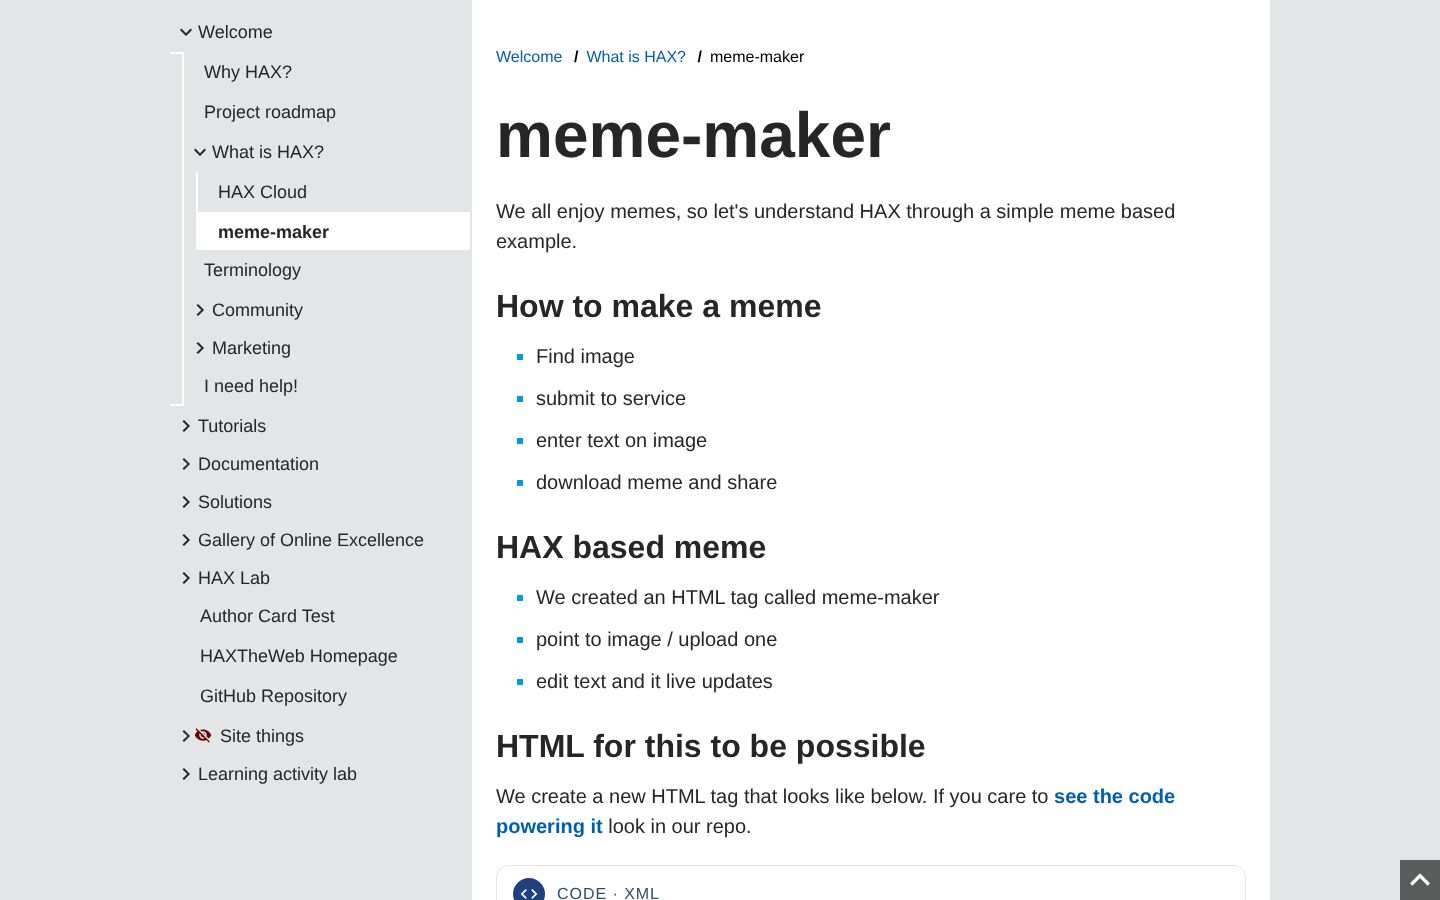 Welcome
Why HAX?
Project roadmap
What is HAX?
HAX Cloud
meme-maker
Terminology
Community
Marketing
I need help!
Tutorials
Documentation
Solutions
Gallery of Online Excellence
HAX Lab
Author Card Test
HAXTheWeb Homepage
GitHub Repository
Site things
Learning activity lab
Welcome / What is HAX? / meme-maker
meme-maker
We all enjoy memes, so let's understand HAX through a simple meme based
example.
How to make a meme
Find image
submit to service
enter text on image
download meme and share
HAX based meme
We created an HTML tag called meme-maker
point to image / upload one
edit text and it live updates
HTML for this to be possible
We create a new HTML tag that looks like below. If you care to see the code
powering it look in our repo.
CODE · XML